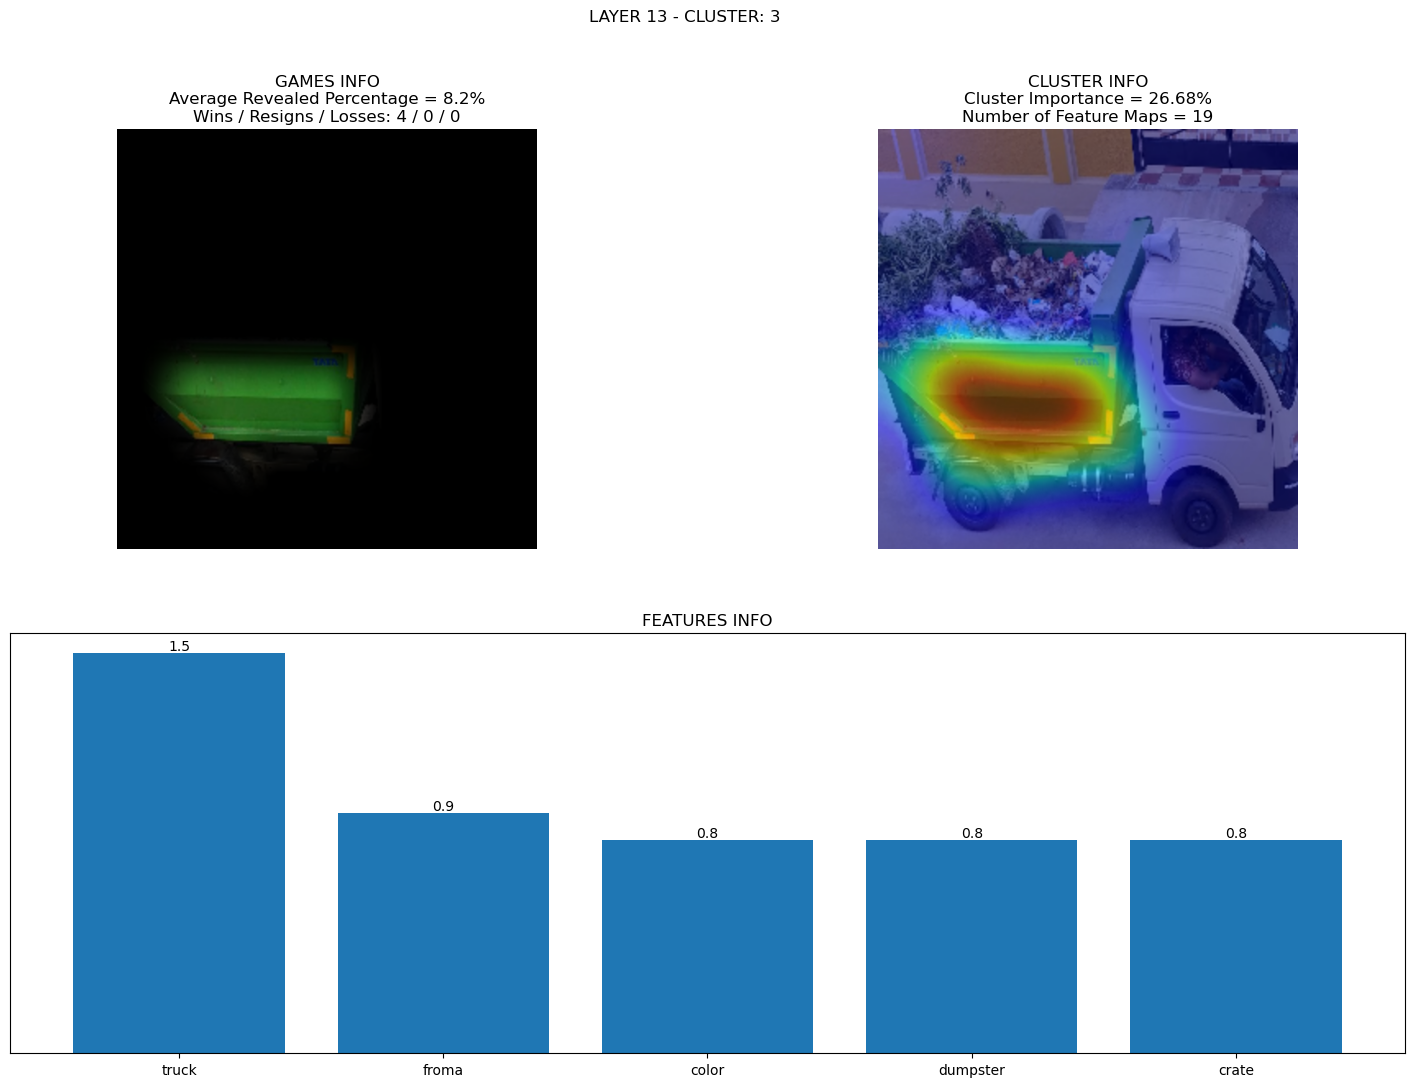 LAYER 13 - CLUSTER: 3
GAMES INFO
Average Revealed Percentage = 8.2%
Wins / Resigns / Losses: 4 / 0 / 0
CLUSTER INFO
Cluster Importance = 26.68%
Number of Feature Maps = 19
FEATURES INFO
1.5
0.9
0.8
0.8
0.8
truck
froma
color
dumpster
crate